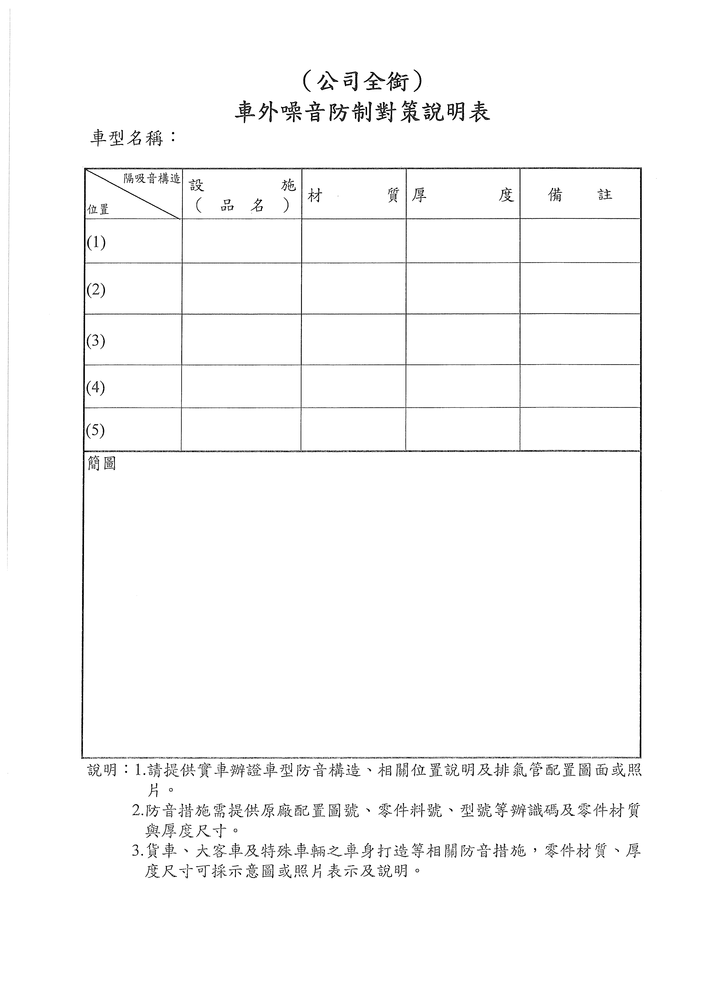 （公司全銜）
車外噪音防制對策說明表
車型名稱：
隔吸音構造
位置
設施
（品名）
材質
厚度
備註
(1)
(2)
(3)
(4)
(5)
簡圖
說明：1.請提供實車辦證車型防音構造、相關位置說明及排氣管配置圖面或照
片。
2.防音措施需提供原廠配置圖號、零件料號、型號等辦識碼及零件材質
與厚度尺寸。
3.貨車、大客車及特殊車輛之車身打造等相關防音措施，零件材質、厚
度尺寸可採示意圖或照片表示及說明。